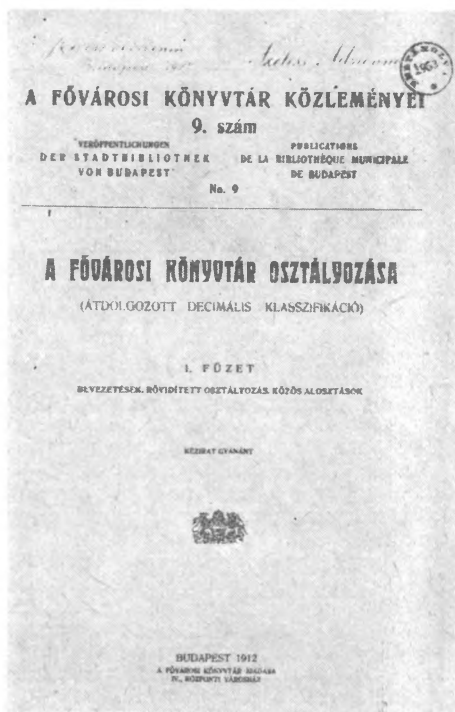 A FŐVÁROSI KÖNYVTÁR KÖZLEMÉNYEI
9. szám
VERÖFFENTLICHUNGEN
DER STADTBIBLIOTHEK
VON BUDAPEST
PUBLICATIONS
DE LA BIBLIOTHÉQUE MUNICIPALE
DE BUDAPEST
No. 9
A FŐVÁROSI KÖNYVTÁR OSZTÁLYOZÁSA
(ÁTDOLGOZOTT DECIMÁLIS KLASSZIFIKÁCIÓ)
I. FÜZET
BEVEZETÉSEK. RÖVIDÍTETT OSZTÁLYOZÁS. KÖZÖS ALOSZTÁSOK
KÉZIRAT GYANÁNT
BUDAPEST 1912
A FŐVÁROSI KÖNYVTÁR KIADÁSA
IV., KÖZPONTI VÁROSHÁZ